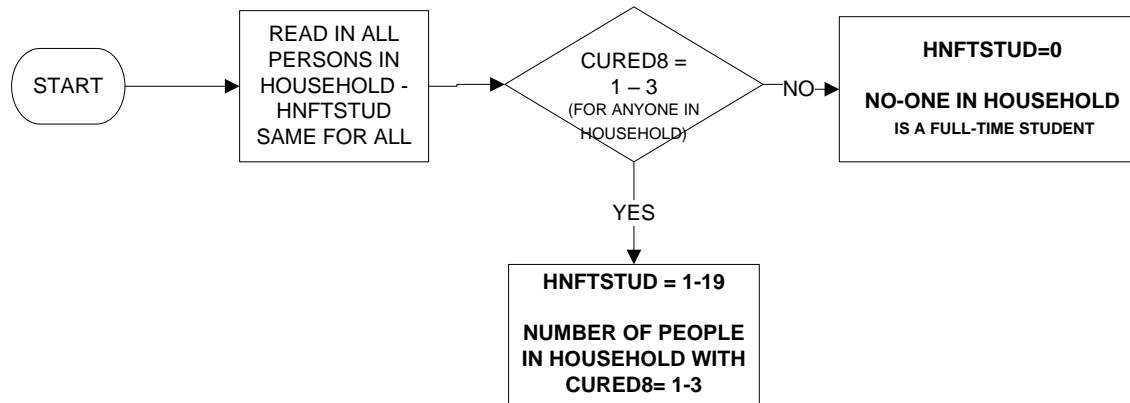 START
READ IN ALL
PERSONS IN
HOUSEHOLD -
HNFTSTUD
SAME FOR ALL
CURED8 =
1 – 3
(FOR ANYONE IN
HOUSEHOLD)
NO
HNFTSTUD=0
NO-ONE IN HOUSEHOLD
IS A FULL-TIME STUDENT
YES
HNFTSTUD = 1-19
NUMBER OF PEOPLE
IN HOUSEHOLD WITH
CURED8= 1-3